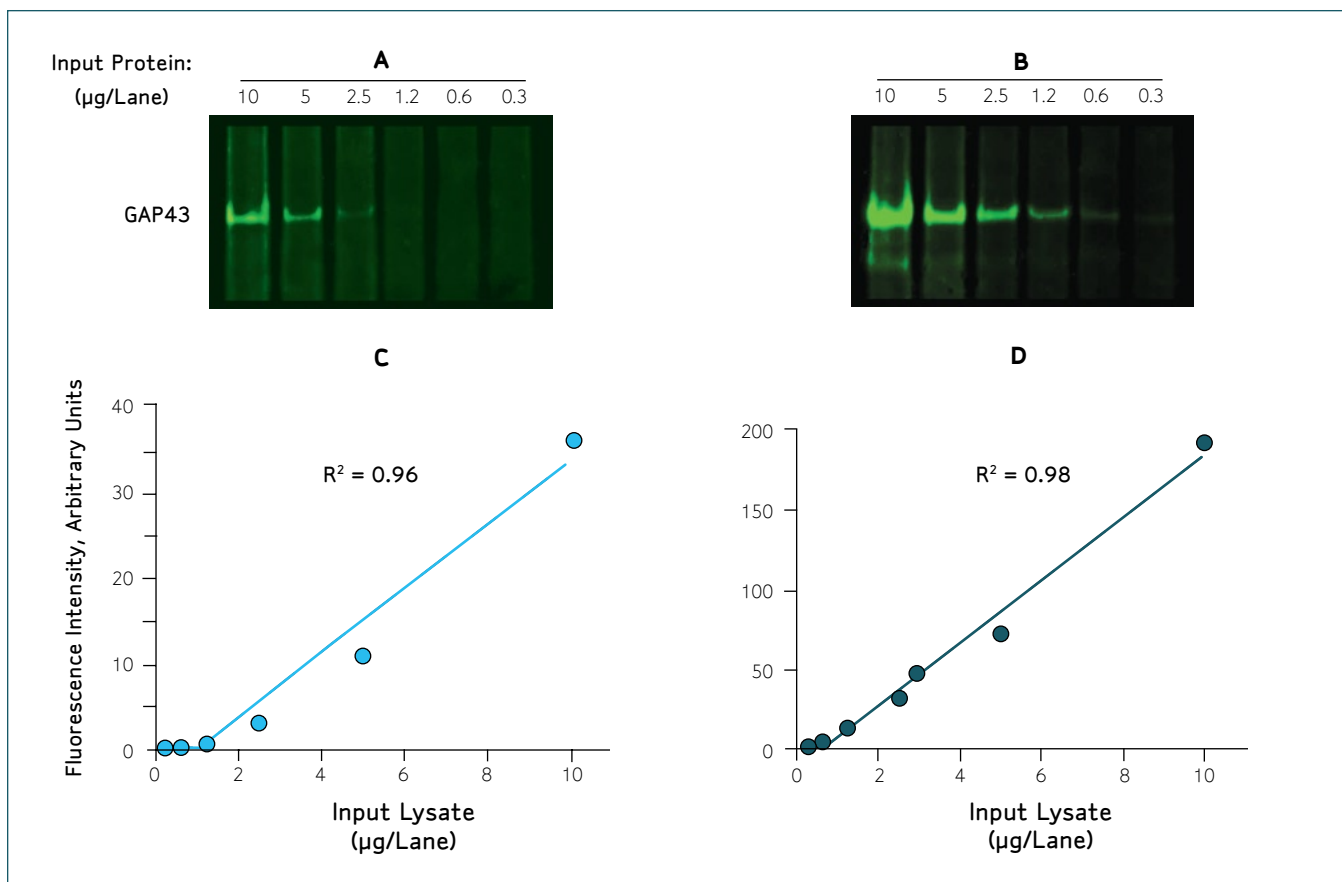 Input Protein:
(µg/Lane)
A
10 5 2.5 1.2 0.6 0.3
GAP43
B
10 5 2.5 1.2 0.6 0.3
C
Fluorescence Intensity, Arbitrary Units
40
30
20
10
0
R² = 0.96
0 2 4 6 8 10
Input Lysate
(µg/Lane)
D
200
150
100
50
0
R² = 0.98
0 2 4 6 8 10
Input Lysate
(µg/Lane)